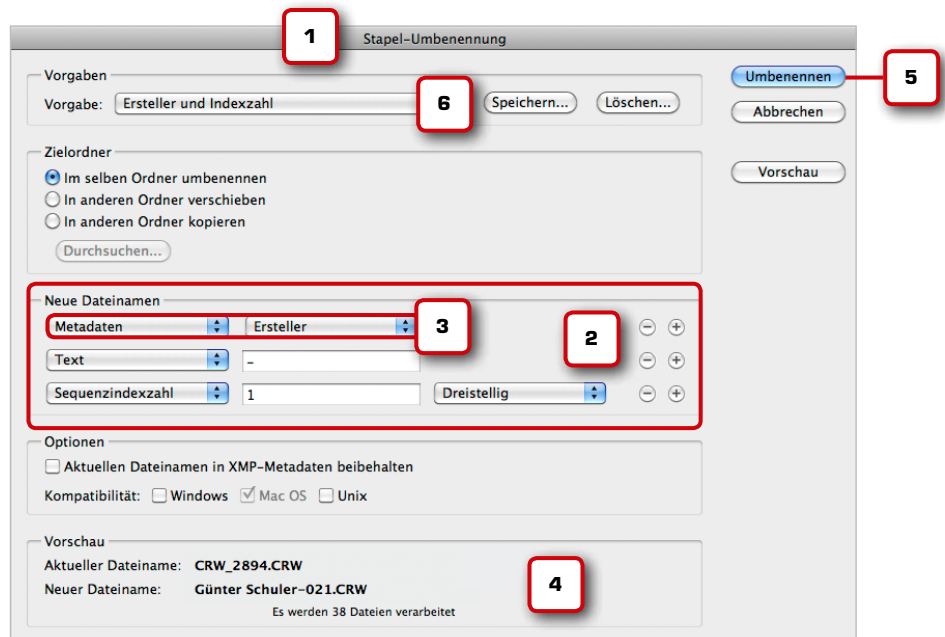 1
Stapel-Umbenennung
Vorgaben
Vorgabe: Ersteller und Indexzahl 6 Speichern... Löschen... Umbenennen 5
Abbrechen
Zielordner
Im selben Ordner umbenennen Vorschau
In anderen Ordner verschieben
In anderen Ordner kopieren
Durchsuchen...
Neue Dateinamen
Metadaten Ersteller 3 2
Text –
Sequenzindexzahl 1 Dreistellig
Optionen
Aktuellen Dateinamen in XMP-Metadaten beibehalten
Kompatibilität: Windows Mac OS Unix
Vorschau
Aktueller Dateiname: CRW_2894.CRW
Neuer Dateiname: Günter Schuler–021.CRW 4
Es werden 38 Dateien verarbeitet